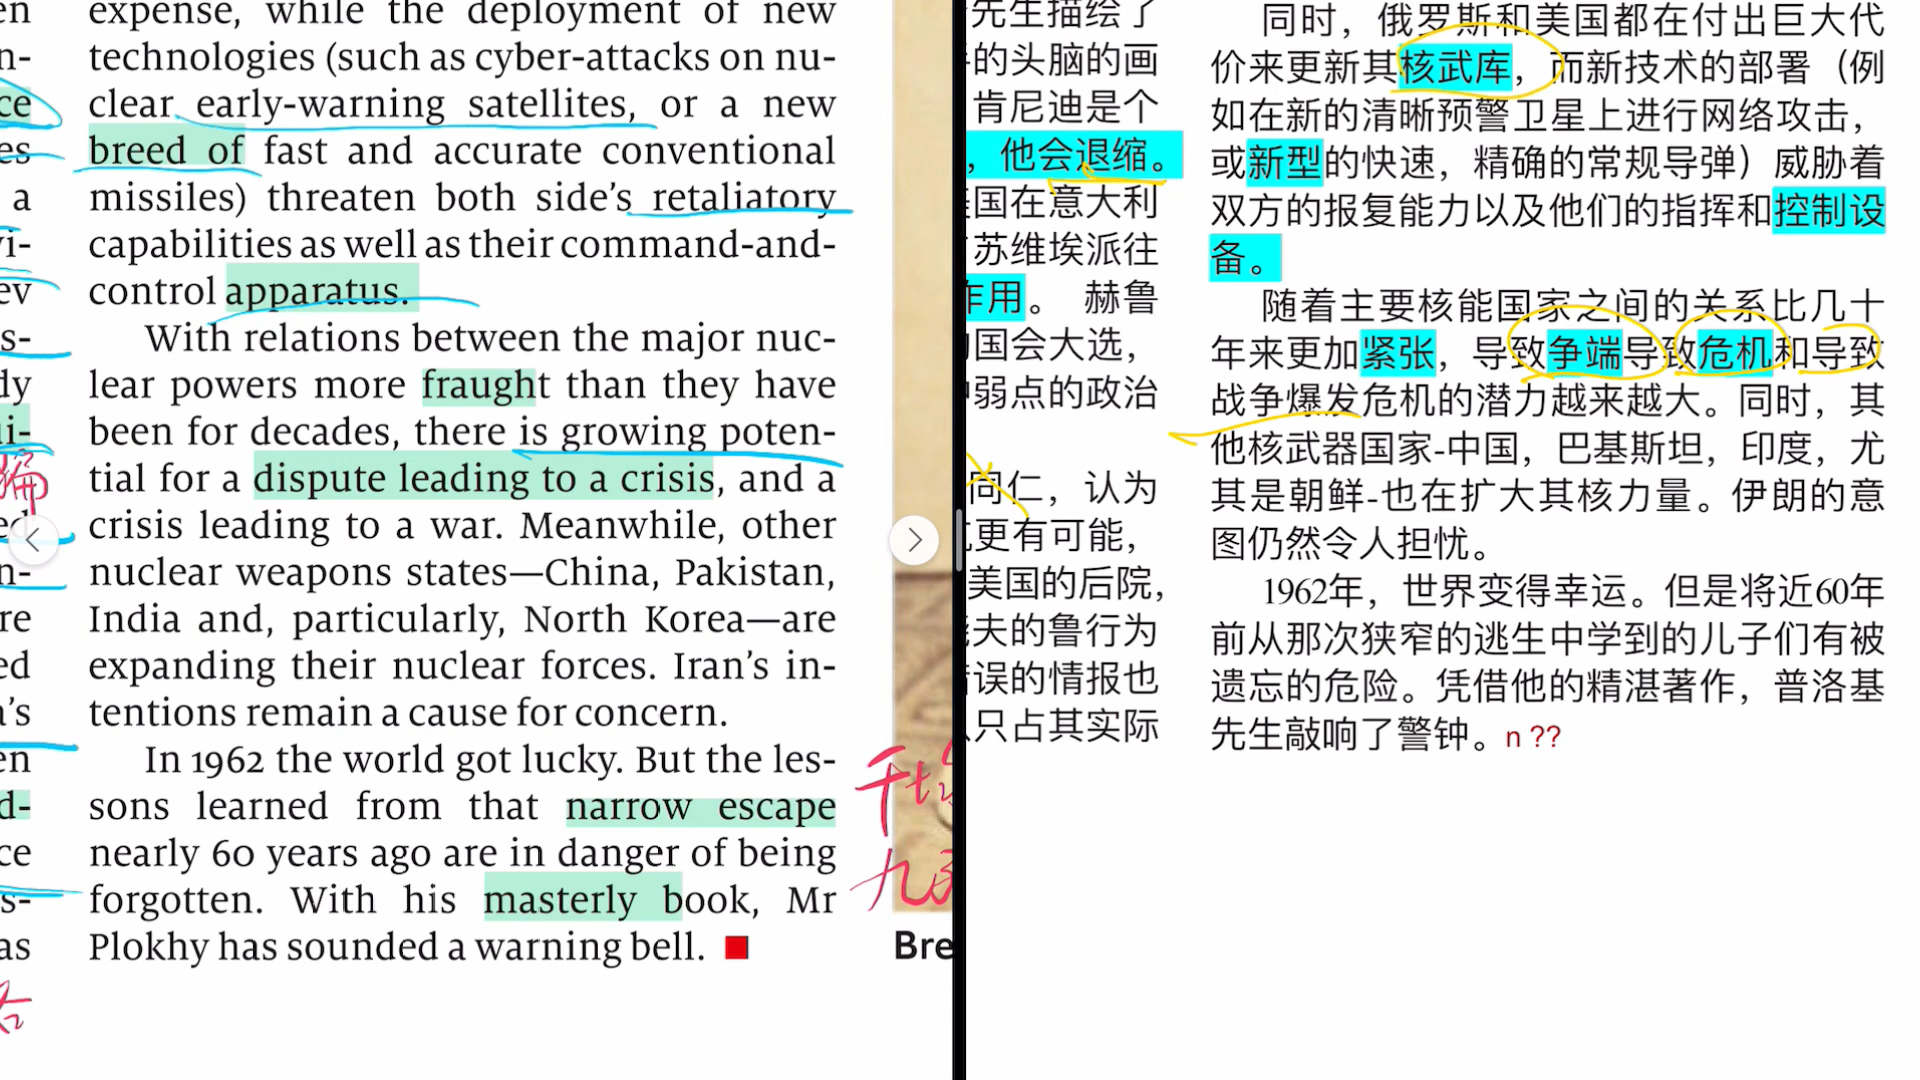 expense, while the deployment of new
technologies (such as cyber-attacks on nu-
clear early-warning satellites, or a new
breed of fast and accurate conventional
missiles) threaten both side's retaliatory
capabilities as well as their command-and-
control apparatus.
With relations between the major nuc-
lear powers more fraught than they have
been for decades, there is growing poten-
tial for a dispute leading to a crisis, and a
crisis leading to a war. Meanwhile, other
nuclear weapons states—China, Pakistan,
India and, particularly, North Korea—are
expanding their nuclear forces. Iran's in-
tentions remain a cause for concern.
In 1962 the world got lucky. But the les-
sons learned from that narrow escape
nearly 60 years ago are in danger of being
forgotten. With his masterly book, Mr
Plokhy has sounded a warning bell.
Bre
先生描绘了
的头脑的画
肯尼迪是个
，他会退缩。
国在意大利
苏维埃派往
作用。 赫鲁
国会大选，
弱点的政治
同仁，认为
更有可能，
美国的后院，
夫的鲁行为
误的情报也
只占其实际
同时，俄罗斯和美国都在付出巨大代
价来更新其核武库，而新技术的部署（例
如在新的清晰预警卫星上进行网络攻击，
或新型的快速，精确的常规导弹）威胁着
双方的报复能力以及他们的指挥和控制设
备。
随着主要核能国家之间的关系比几十
年来更加紧张，导致争端导致危机和导致
战争爆发危机的潜力越来越大。同时，其
他核武器国家-中国，巴基斯坦，印度，尤
其是朝鲜-也在扩大其核力量。伊朗的意
图仍然令人担忧。
1962年，世界变得幸运。但是将近60年
前从那次狭窄的逃生中学到的儿子们有被
遗忘的危险。凭借他的精湛著作，普洛基
先生敲响了警钟。n ??